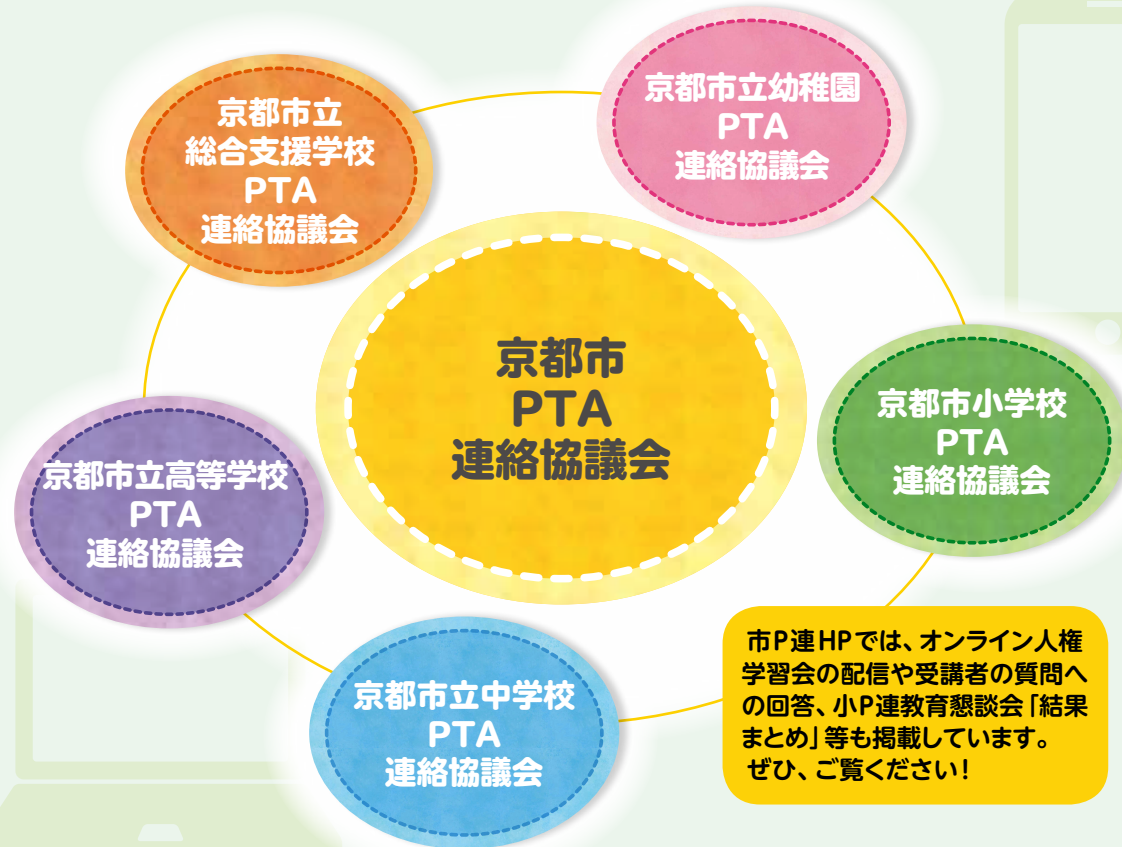 京都市立
総合支援学校
PTA
連絡協議会
京都市立幼稚園
PTA
連絡協議会
京都市
PTA
連絡協議会
京都市小学校
PTA
連絡協議会
京都市立高等学校
PTA
連絡協議会
京都市立中学校
PTA
連絡協議会
市P連HPでは、オンライン人権
学習会の配信や受講者の質問へ
の回答、小P連教育懇談会「結果
まとめ」等も掲載しています。
ぜひ、ご覧ください!